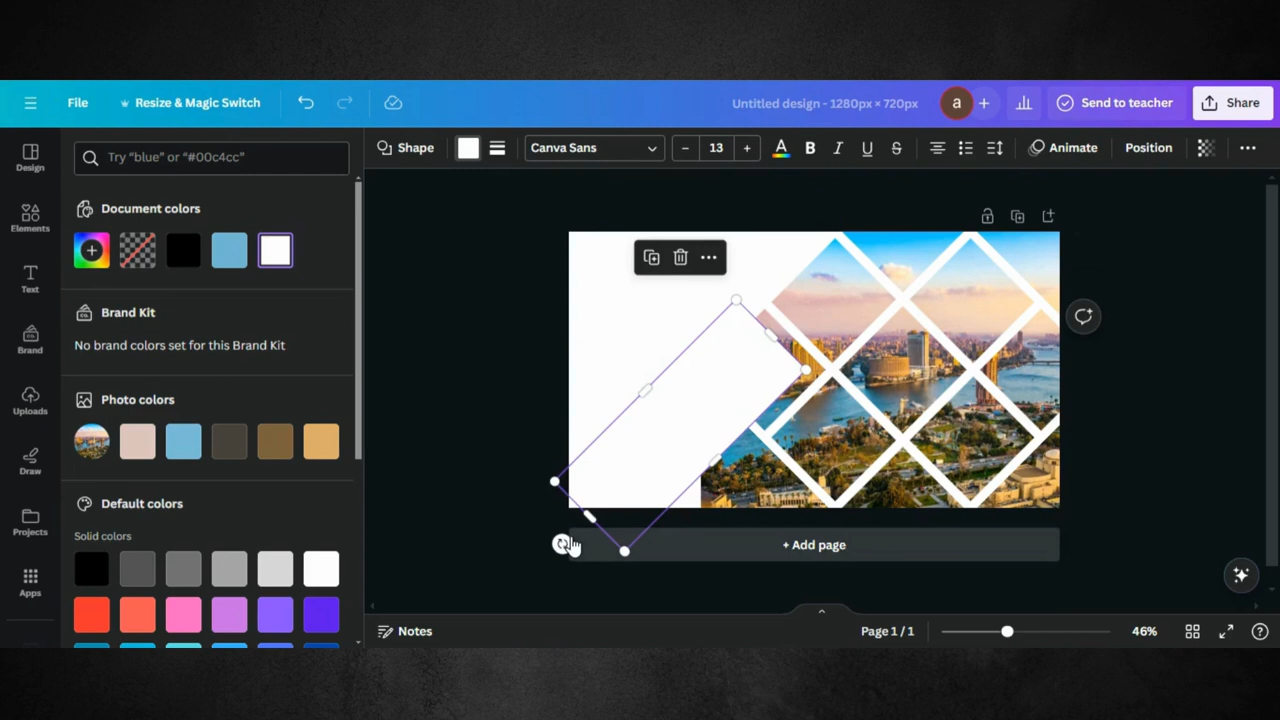 File
Resize & Magic Switch
Untitled design - 1280px × 720px
a
+
Send to teacher
Share
Design
Elements
Text
Brand
Uploads
Draw
Projects
Apps
Try “blue” or “#00c4cc”
Document colors
Brand Kit
No brand colors set for this Brand Kit
Photo colors
Default colors
Solid colors
Shape
Canva Sans
– 13 +
A B I U S
Animate
Position
+ Add page
Notes
Page 1 / 1
46%